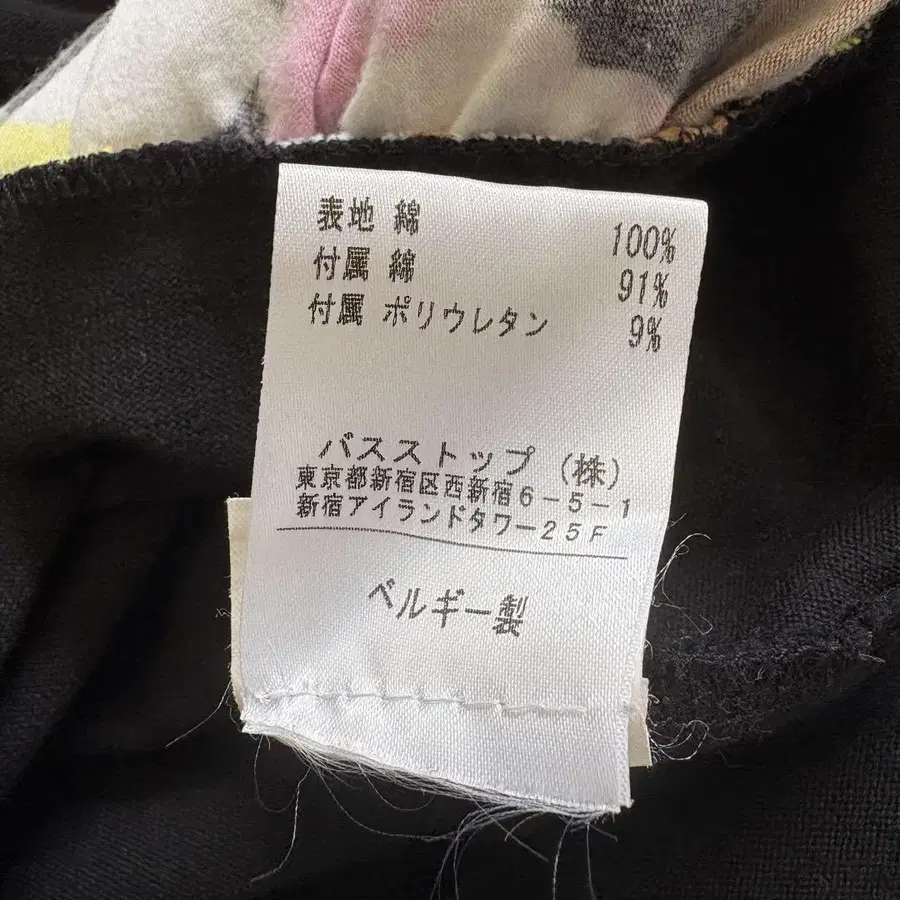 表地 綿 100%
付属 綿 91%
付属 ポリウレタン 9%
バスストップ (株)
東京都新宿区西新宿6-5-1
新宿アイランドタワー25F
ベルギー製